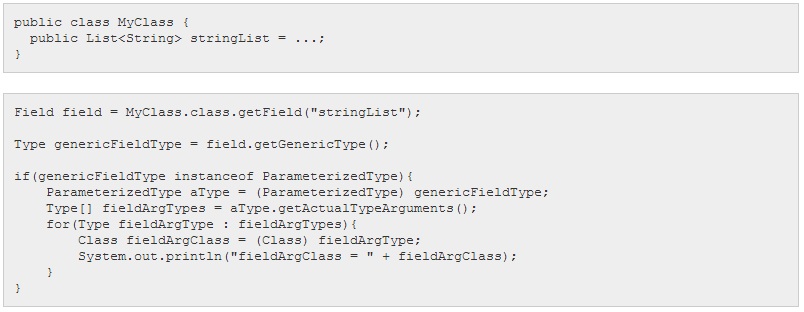 public class MyClass {
  public List<String> stringList = ...;
}
Field field = MyClass.class.getField("stringList");
Type genericFieldType = field.getGenericType();
if(genericFieldType instanceof ParameterizedType){
    ParameterizedType aType = (ParameterizedType) genericFieldType;
    Type[] fieldArgTypes = aType.getActualTypeArguments();
    for(Type fieldArgType : fieldArgTypes){
        Class fieldArgClass = (Class) fieldArgType;
        System.out.println("fieldArgClass = " + fieldArgClass);
    }
}